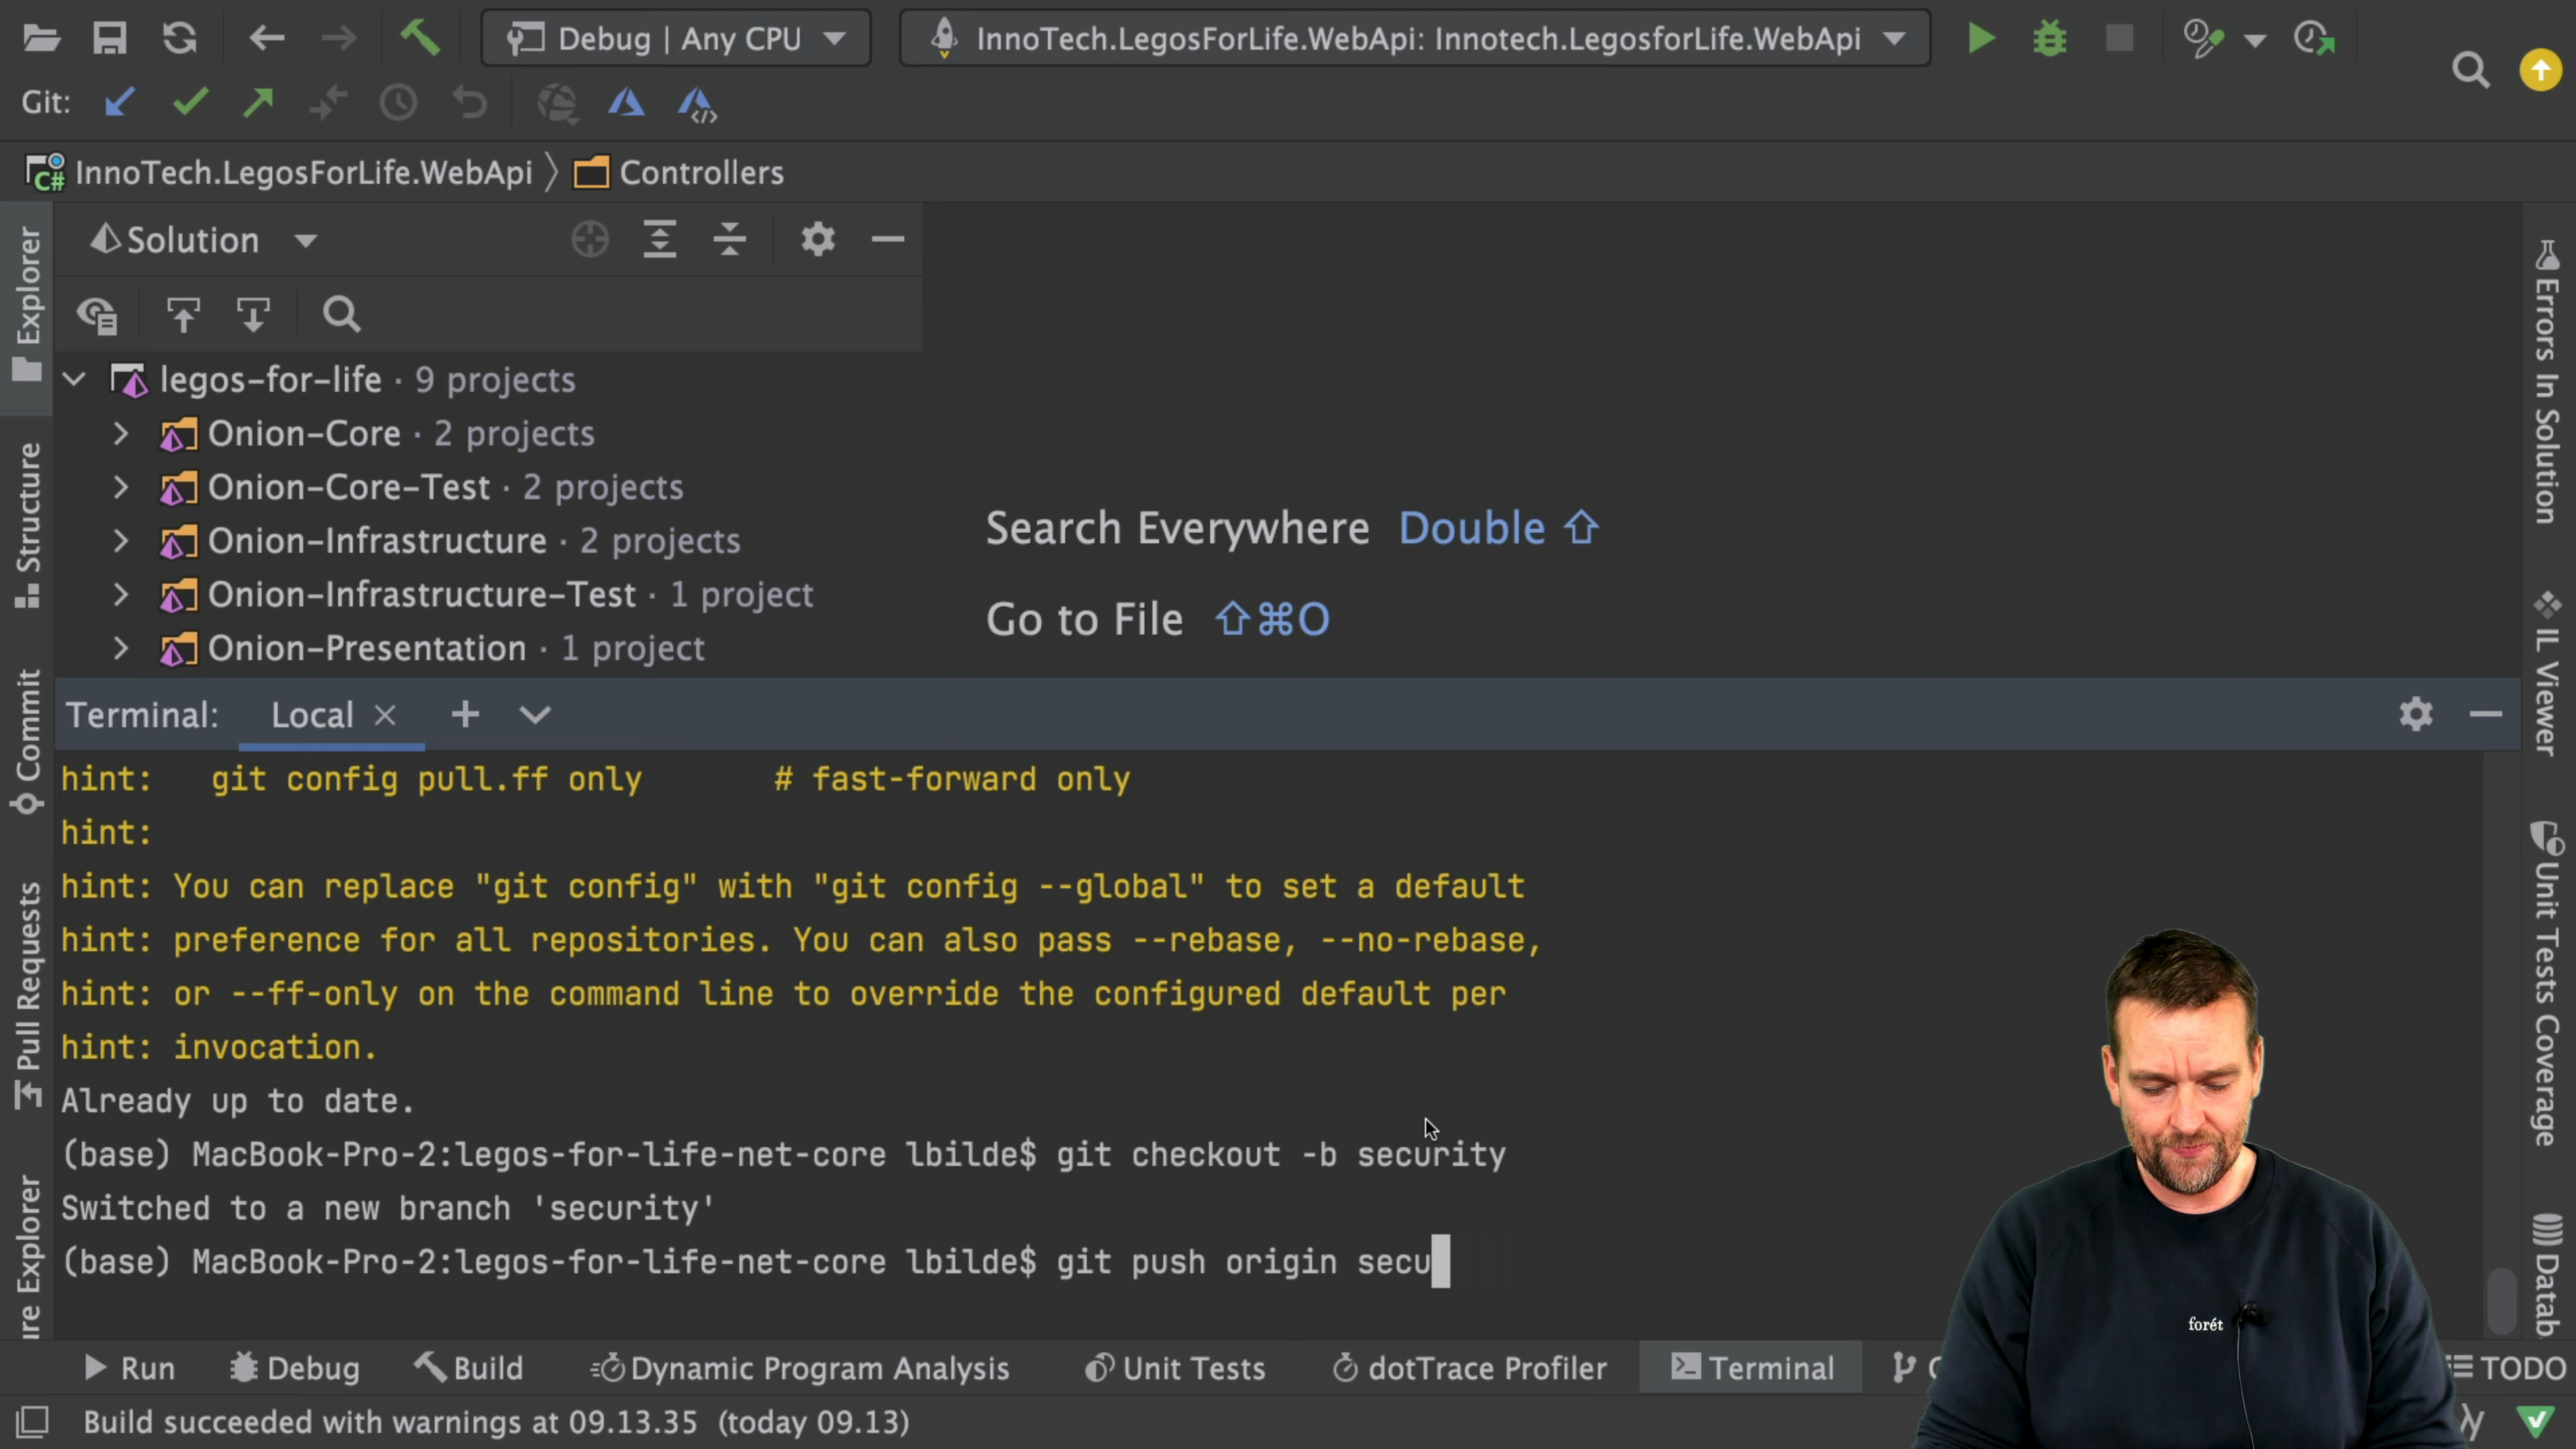 Debug | Any CPU
InnoTech.LegosForLife.WebApi: Innotech.LegosforLife.WebApi
Git:
InnoTech.LegosForLife.WebApi
Controllers
Solution
legos-for-life · 9 projects
Onion-Core · 2 projects
Onion-Core-Test · 2 projects
Onion-Infrastructure · 2 projects
Onion-Infrastructure-Test · 1 project
Onion-Presentation · 1 project
Search Everywhere Double ⇧
Go to File ⇧⌘O
Explorer
Structure
Commit
Pull Requests
re Explorer
Errors In Solution
IL Viewer
Unit Tests Coverage
Datab
Terminal: Local
hint:   git config pull.ff only       # fast-forward only
hint:
hint: You can replace "git config" with "git config --global" to set a default
hint: preference for all repositories. You can also pass --rebase, --no-rebase,
hint: or --ff-only on the command line to override the configured default per
hint: invocation.
Already up to date.
(base) MacBook-Pro-2:legos-for-life-net-core lbilde$ git checkout -b security
Switched to a new branch 'security'
(base) MacBook-Pro-2:legos-for-life-net-core lbilde$ git push origin secu
forét
Run
Debug
Build
Dynamic Program Analysis
Unit Tests
dotTrace Profiler
Terminal
TODO
Build succeeded with warnings at 09.13.35 (today 09.13)